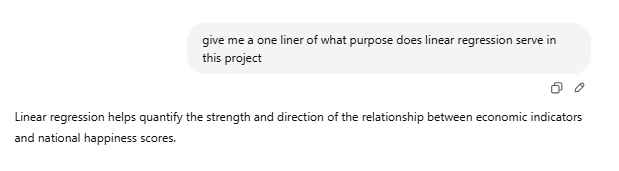 give me a one liner of what purpose does linear regression serve in
this project
Linear regression helps quantify the strength and direction of the relationship between economic indicators
and national happiness scores.